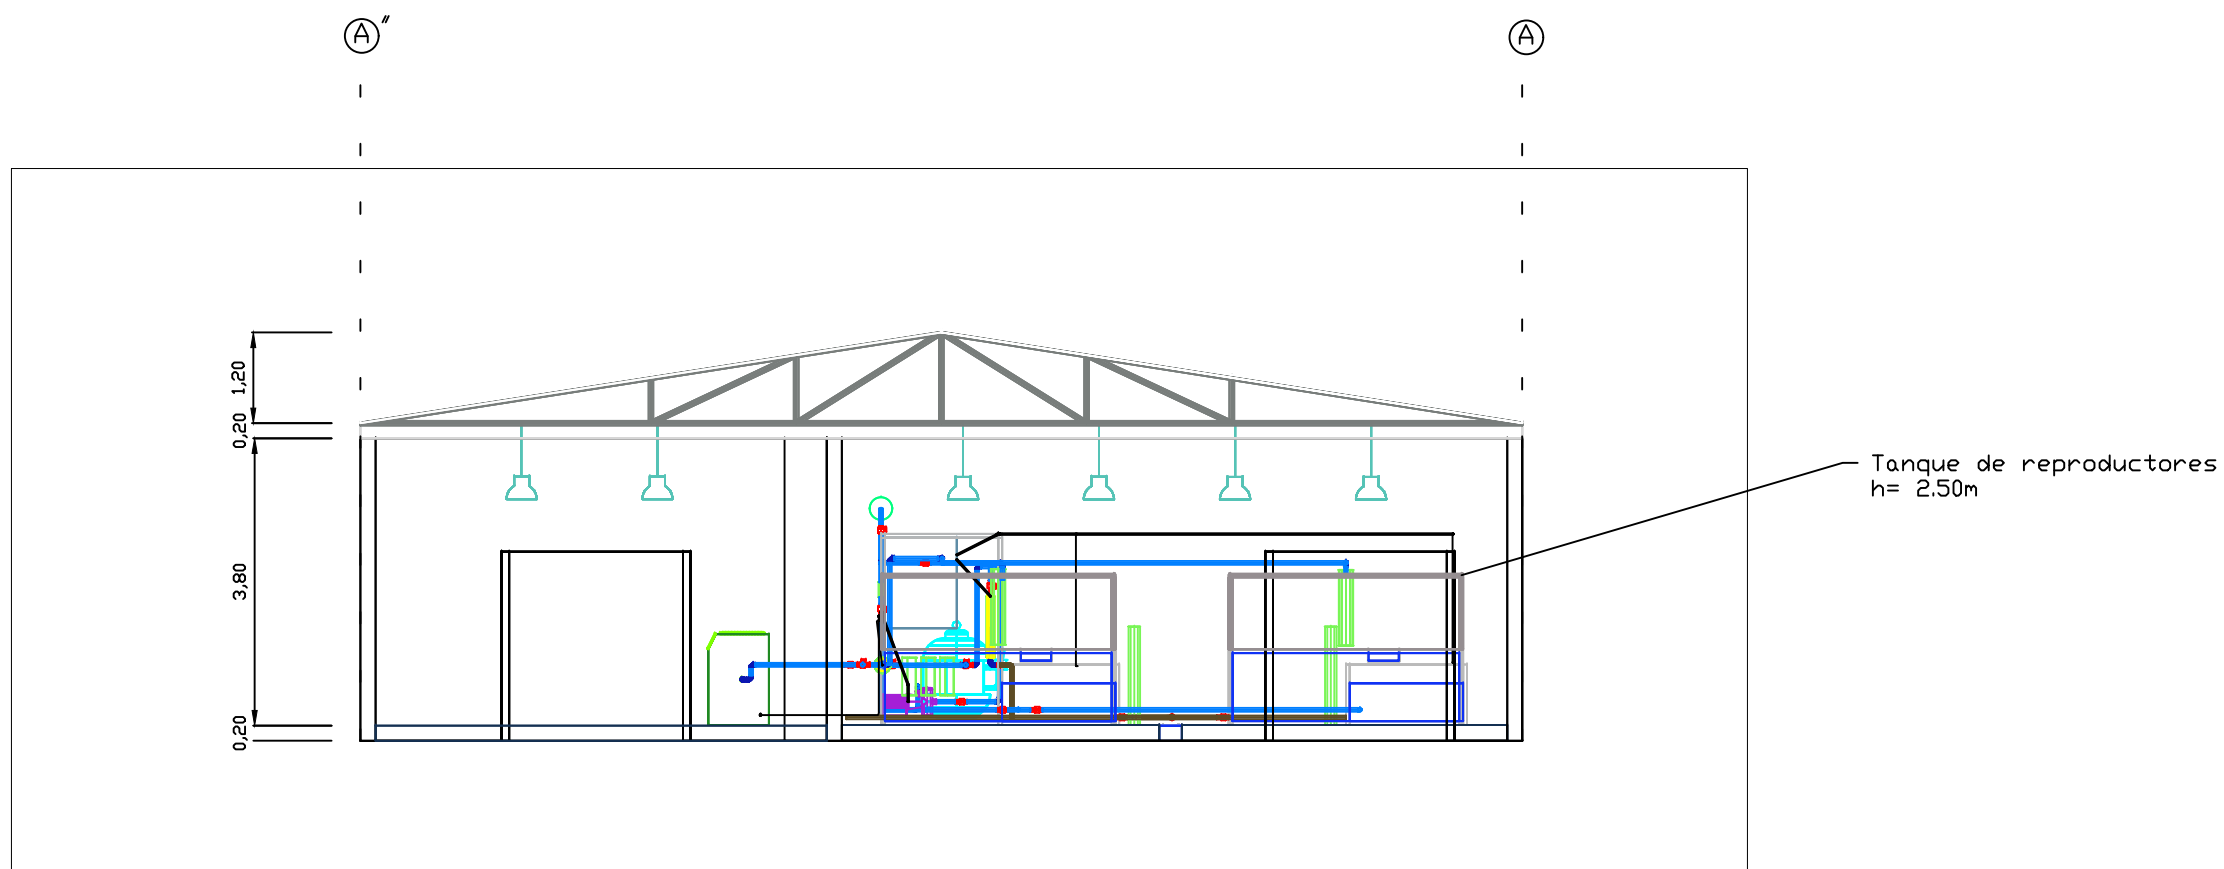 A"
A
1,20
0,20
3,80
0,20
Tanque de reproductores
h= 2.50m